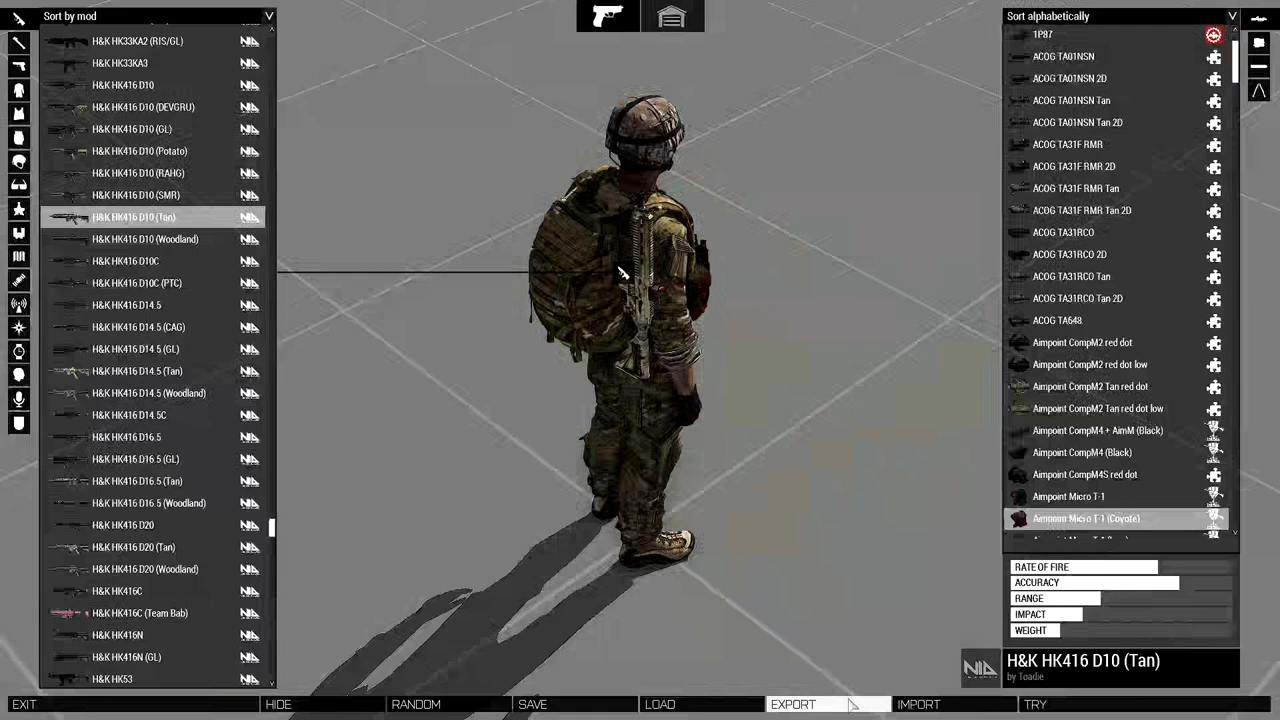 Sort by mod
H&K HK33KA2 (RIS/GL)
H&K HK33KA3
H&K HK416 D10
H&K HK416 D10 (DEVGRU)
H&K HK416 D10 (GL)
H&K HK416 D10 (Potato)
H&K HK416 D10 (RAHG)
H&K HK416 D10 (SMR)
H&K HK416 D10 (Tan)
H&K HK416 D10 (Woodland)
H&K HK416 D10C
H&K HK416 D10C (PTC)
H&K HK416 D14.5
H&K HK416 D14.5 (CAG)
H&K HK416 D14.5 (GL)
H&K HK416 D14.5 (Tan)
H&K HK416 D14.5 (Woodland)
H&K HK416 D14.5C
H&K HK416 D16.5
H&K HK416 D16.5 (GL)
H&K HK416 D16.5 (Tan)
H&K HK416 D16.5 (Woodland)
H&K HK416 D20
H&K HK416 D20 (Tan)
H&K HK416 D20 (Woodland)
H&K HK416C
H&K HK416C (Team Bab)
H&K HK416N
H&K HK416N (GL)
H&K HK53
Sort alphabetically
1P87
ACOG TA01NSN
ACOG TA01NSN 2D
ACOG TA01NSN Tan
ACOG TA01NSN Tan 2D
ACOG TA31F RMR
ACOG TA31F RMR 2D
ACOG TA31F RMR Tan
ACOG TA31F RMR Tan 2D
ACOG TA31RCO
ACOG TA31RCO 2D
ACOG TA31RCO Tan
ACOG TA31RCO Tan 2D
ACOG TA648
Aimpoint CompM2 red dot
Aimpoint CompM2 red dot low
Aimpoint CompM2 Tan red dot
Aimpoint CompM2 Tan red dot low
Aimpoint CompM4 + AimM (Black)
Aimpoint CompM4 (Black)
Aimpoint CompM4S red dot
Aimpoint Micro T-1
Aimpoint Micro T-1 (Coyote)
RATE OF FIRE
ACCURACY
RANGE
IMPACT
WEIGHT
NIA
H&K HK416 D10 (Tan)
by Toadie
EXIT
HIDE
RANDOM
SAVE
LOAD
EXPORT
IMPORT
TRY